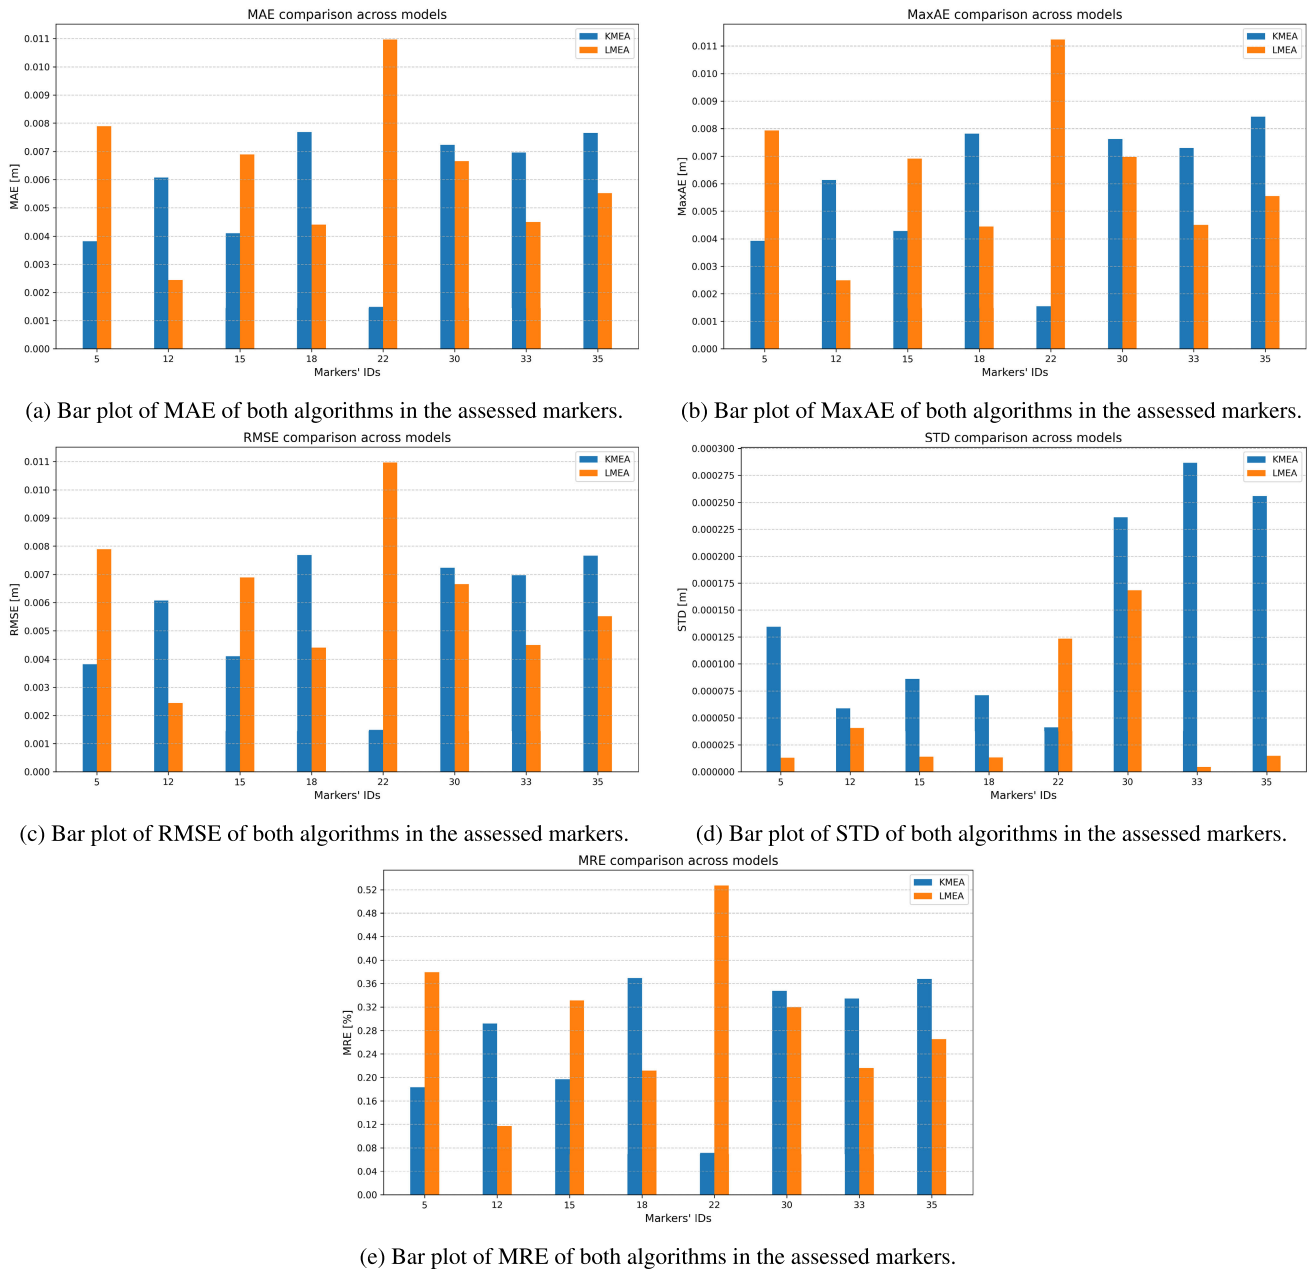 MAE comparison across models
KMEA
LMEA
MAE [m]
0.011
0.010
0.009
0.008
0.007
0.006
0.005
0.004
0.003
0.002
0.001
0.000
5 12 15 18 22 30 33 35
Markers' IDs
(a) Bar plot of MAE of both algorithms in the assessed markers.
MaxAE comparison across models
KMEA
LMEA
MaxAE [m]
0.011
0.010
0.009
0.008
0.007
0.006
0.005
0.004
0.003
0.002
0.001
0.000
5 12 15 18 22 30 33 35
Markers' IDs
(b) Bar plot of MaxAE of both algorithms in the assessed markers.
RMSE comparison across models
KMEA
LMEA
RMSE [m]
0.011
0.010
0.009
0.008
0.007
0.006
0.005
0.004
0.003
0.002
0.001
0.000
5 12 15 18 22 30 33 35
Markers' IDs
(c) Bar plot of RMSE of both algorithms in the assessed markers.
STD comparison across models
KMEA
LMEA
STD [m]
0.000300
0.000275
0.000250
0.000225
0.000200
0.000175
0.000150
0.000125
0.000100
0.000075
0.000050
0.000025
0.000000
5 12 15 18 22 30 33 35
Markers' IDs
(d) Bar plot of STD of both algorithms in the assessed markers.
MRE comparison across models
KMEA
LMEA
MRE [%]
0.52
0.48
0.44
0.40
0.36
0.32
0.28
0.24
0.20
0.16
0.12
0.08
0.04
0.00
5 12 15 18 22 30 33 35
Markers' IDs
(e) Bar plot of MRE of both algorithms in the assessed markers.